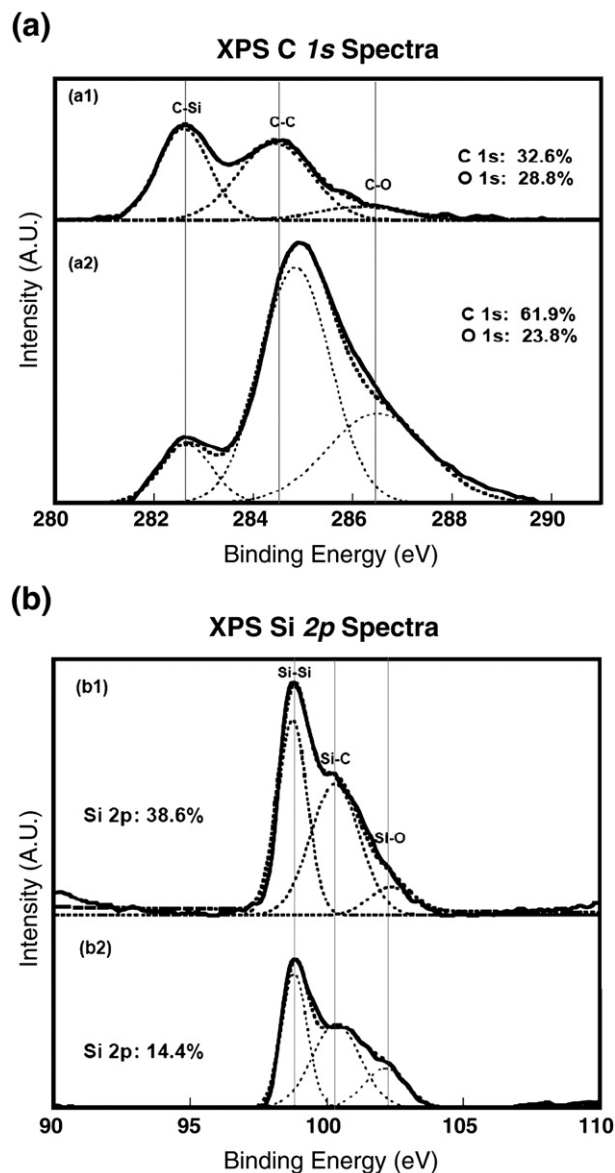 (a)
XPS C 1s Spectra
(a1)
C-Si
C-C
C-O
C 1s: 32.6%
O 1s: 28.8%
(a2)
C 1s: 61.9%
O 1s: 23.8%
Intensity (A.U.)
280 282 284 286 288 290
Binding Energy (eV)
(b)
XPS Si 2p Spectra
(b1)
Si-Si
Si-C
Si-O
Si 2p: 38.6%
(b2)
Si 2p: 14.4%
Intensity (A.U.)
90 95 100 105 110
Binding Energy (eV)